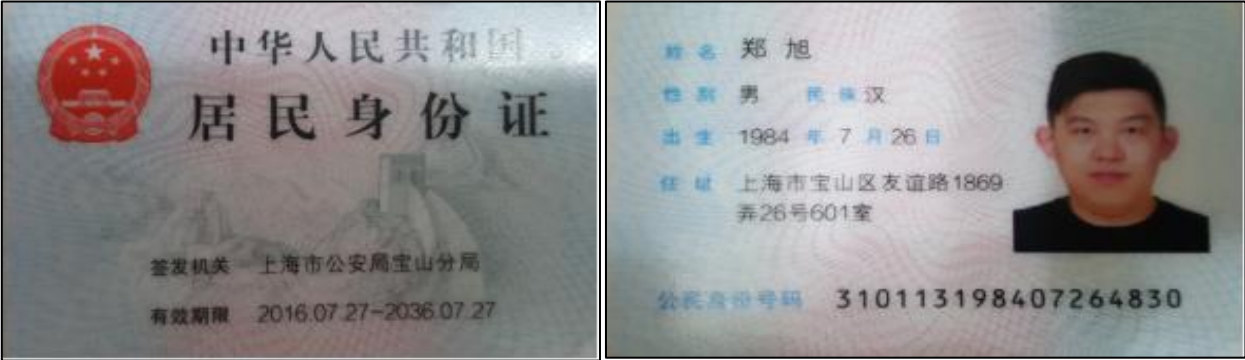 中华人民共和国
居民身份证
签发机关 上海市公安局宝山分局
有效期限 2016.07.27-2036.07.27
姓名 郑旭
性别 男 民族 汉
出生 1984 年 7 月 26 日
住址 上海市宝山区友谊路1869
弄26号601室
公民身份号码 310113198407264830